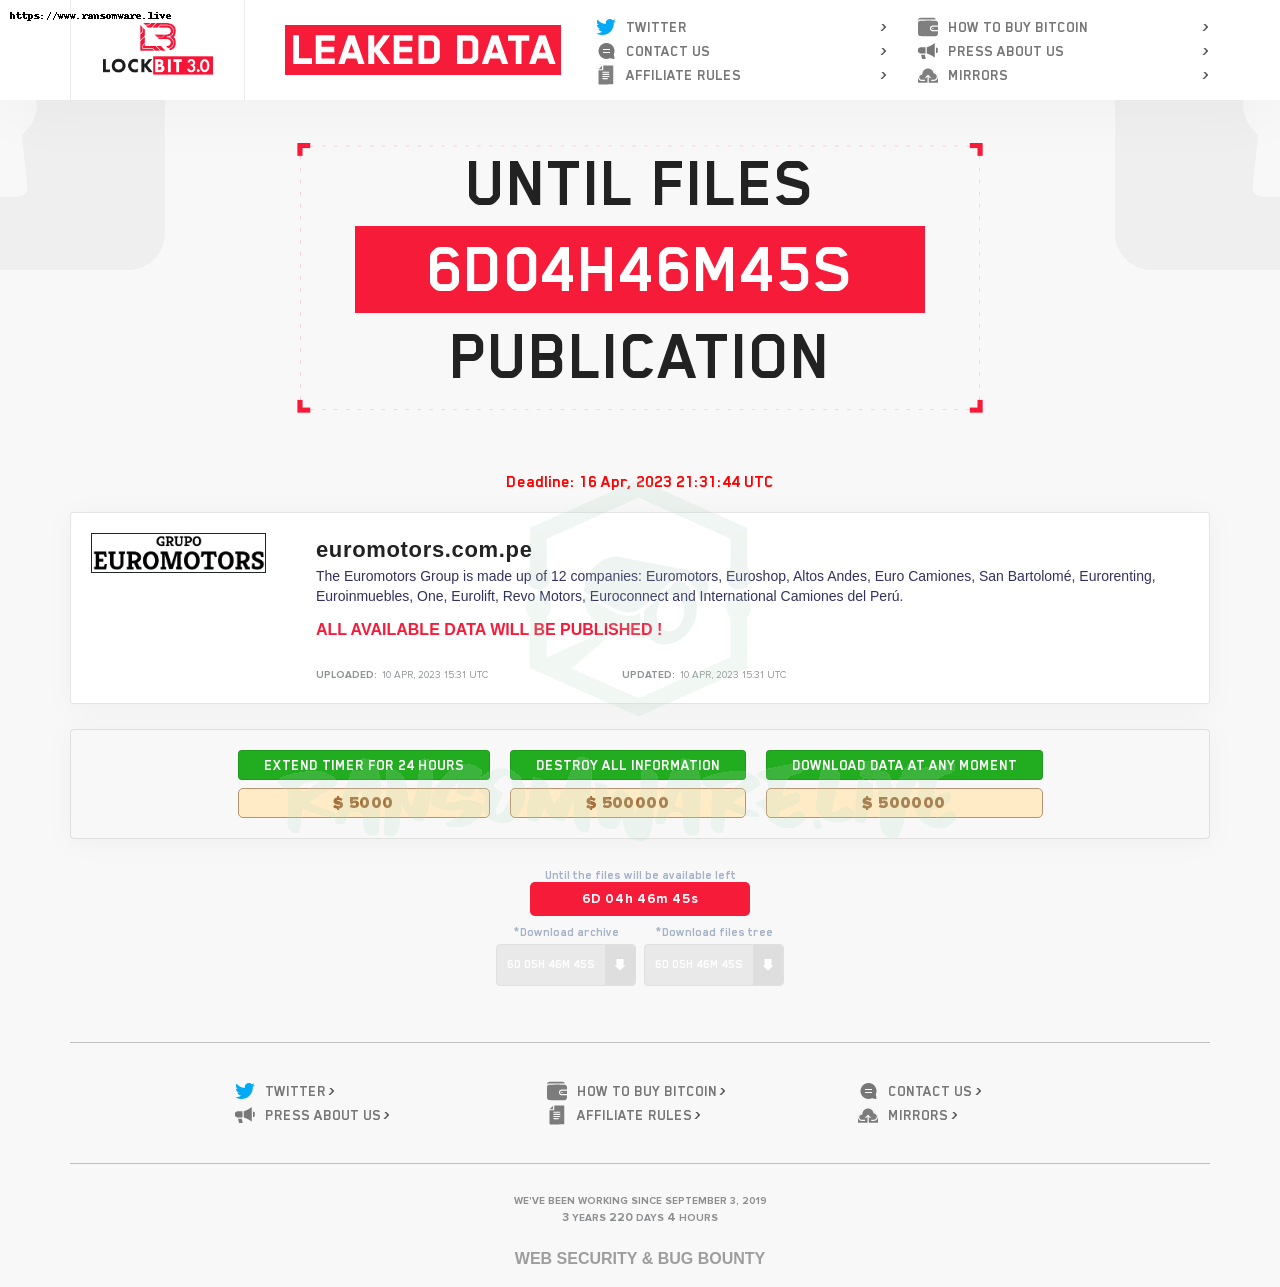 https://www.ransomware.live
LOCKBIT 3.0
LEAKED DATA
TWITTER
CONTACT US
AFFILIATE RULES
HOW TO BUY BITCOIN
PRESS ABOUT US
MIRRORS
UNTIL FILES
6D04H46M45S
PUBLICATION
Deadline: 16 Apr, 2023 21:31:44 UTC
GRUPO
EUROMOTORS
euromotors.com.pe
The Euromotors Group is made up of 12 companies: Euromotors, Euroshop, Altos Andes, Euro Camiones, San Bartolomé, Eurorenting,
Euroinmuebles, One, Eurolift, Revo Motors, Euroconnect and International Camiones del Perú.
ALL AVAILABLE DATA WILL BE PUBLISHED !
UPLOADED: 10 APR, 2023 15:31 UTC UPDATED: 10 APR, 2023 15:31 UTC
EXTEND TIMER FOR 24 HOURS DESTROY ALL INFORMATION DOWNLOAD DATA AT ANY MOMENT
$ 5000 $ 500000 $ 500000
RANSOMWARE.LIVE
Until the files will be available left
6D 04h 46m 45s
*Download archive *Download files tree
6D 05H 46M 45S 6D 05H 46M 45S
TWITTER HOW TO BUY BITCOIN CONTACT US
PRESS ABOUT US AFFILIATE RULES MIRRORS
WE'VE BEEN WORKING SINCE SEPTEMBER 3, 2019
3 YEARS 220 DAYS 4 HOURS
WEB SECURITY & BUG BOUNTY